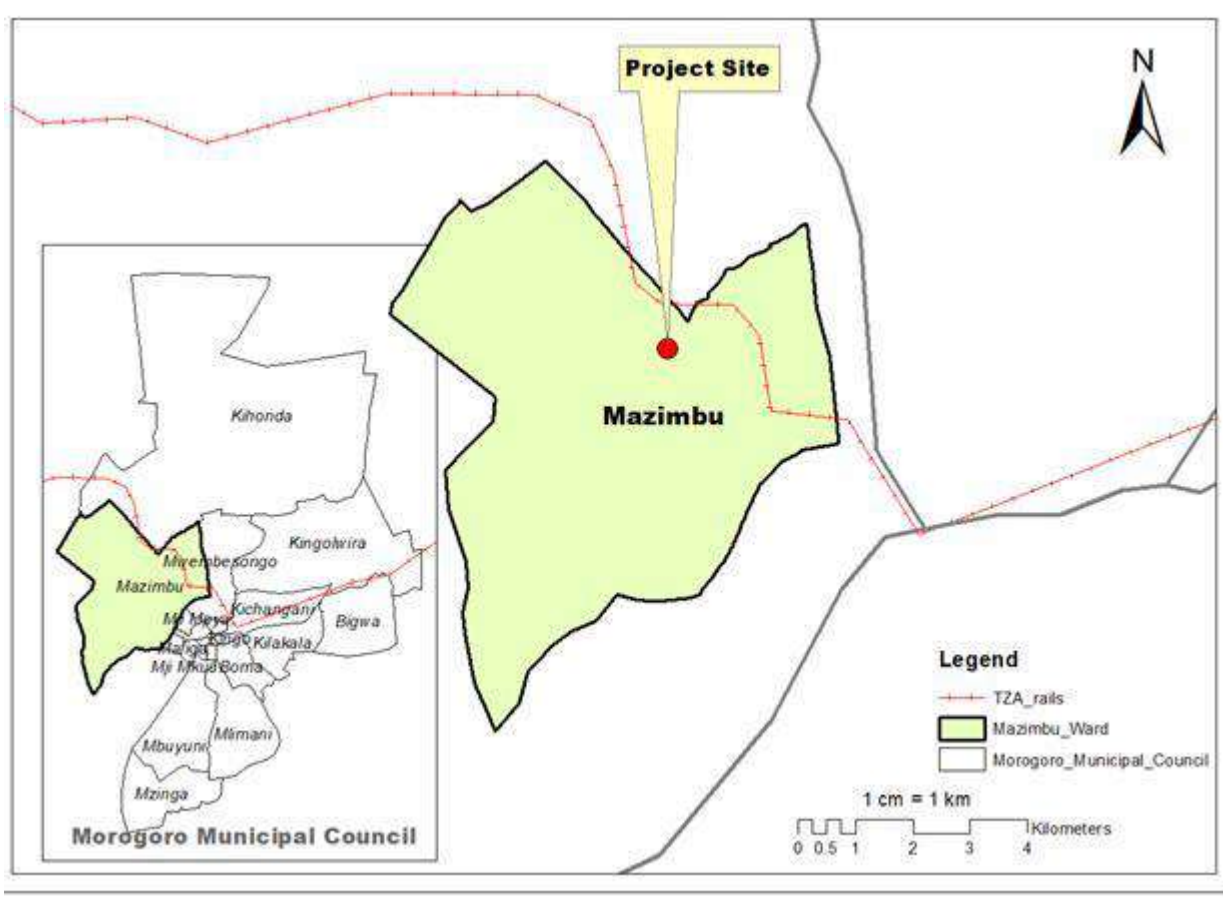 Project Site
N
Mazimbu
Kihonda
Kingolwira
Mirembesongo
Mazimbu
Kichangani
Bigwa
Kilakala
Boma
Mlimani
Mbuyuni
Mzinga
Morogoro Municipal Council
Legend
TZA_rails
Mazimbu_Ward
Morogoro_Municipal_Council
1 cm = 1 km
Kilometers
0 0.5 1 2 3 4